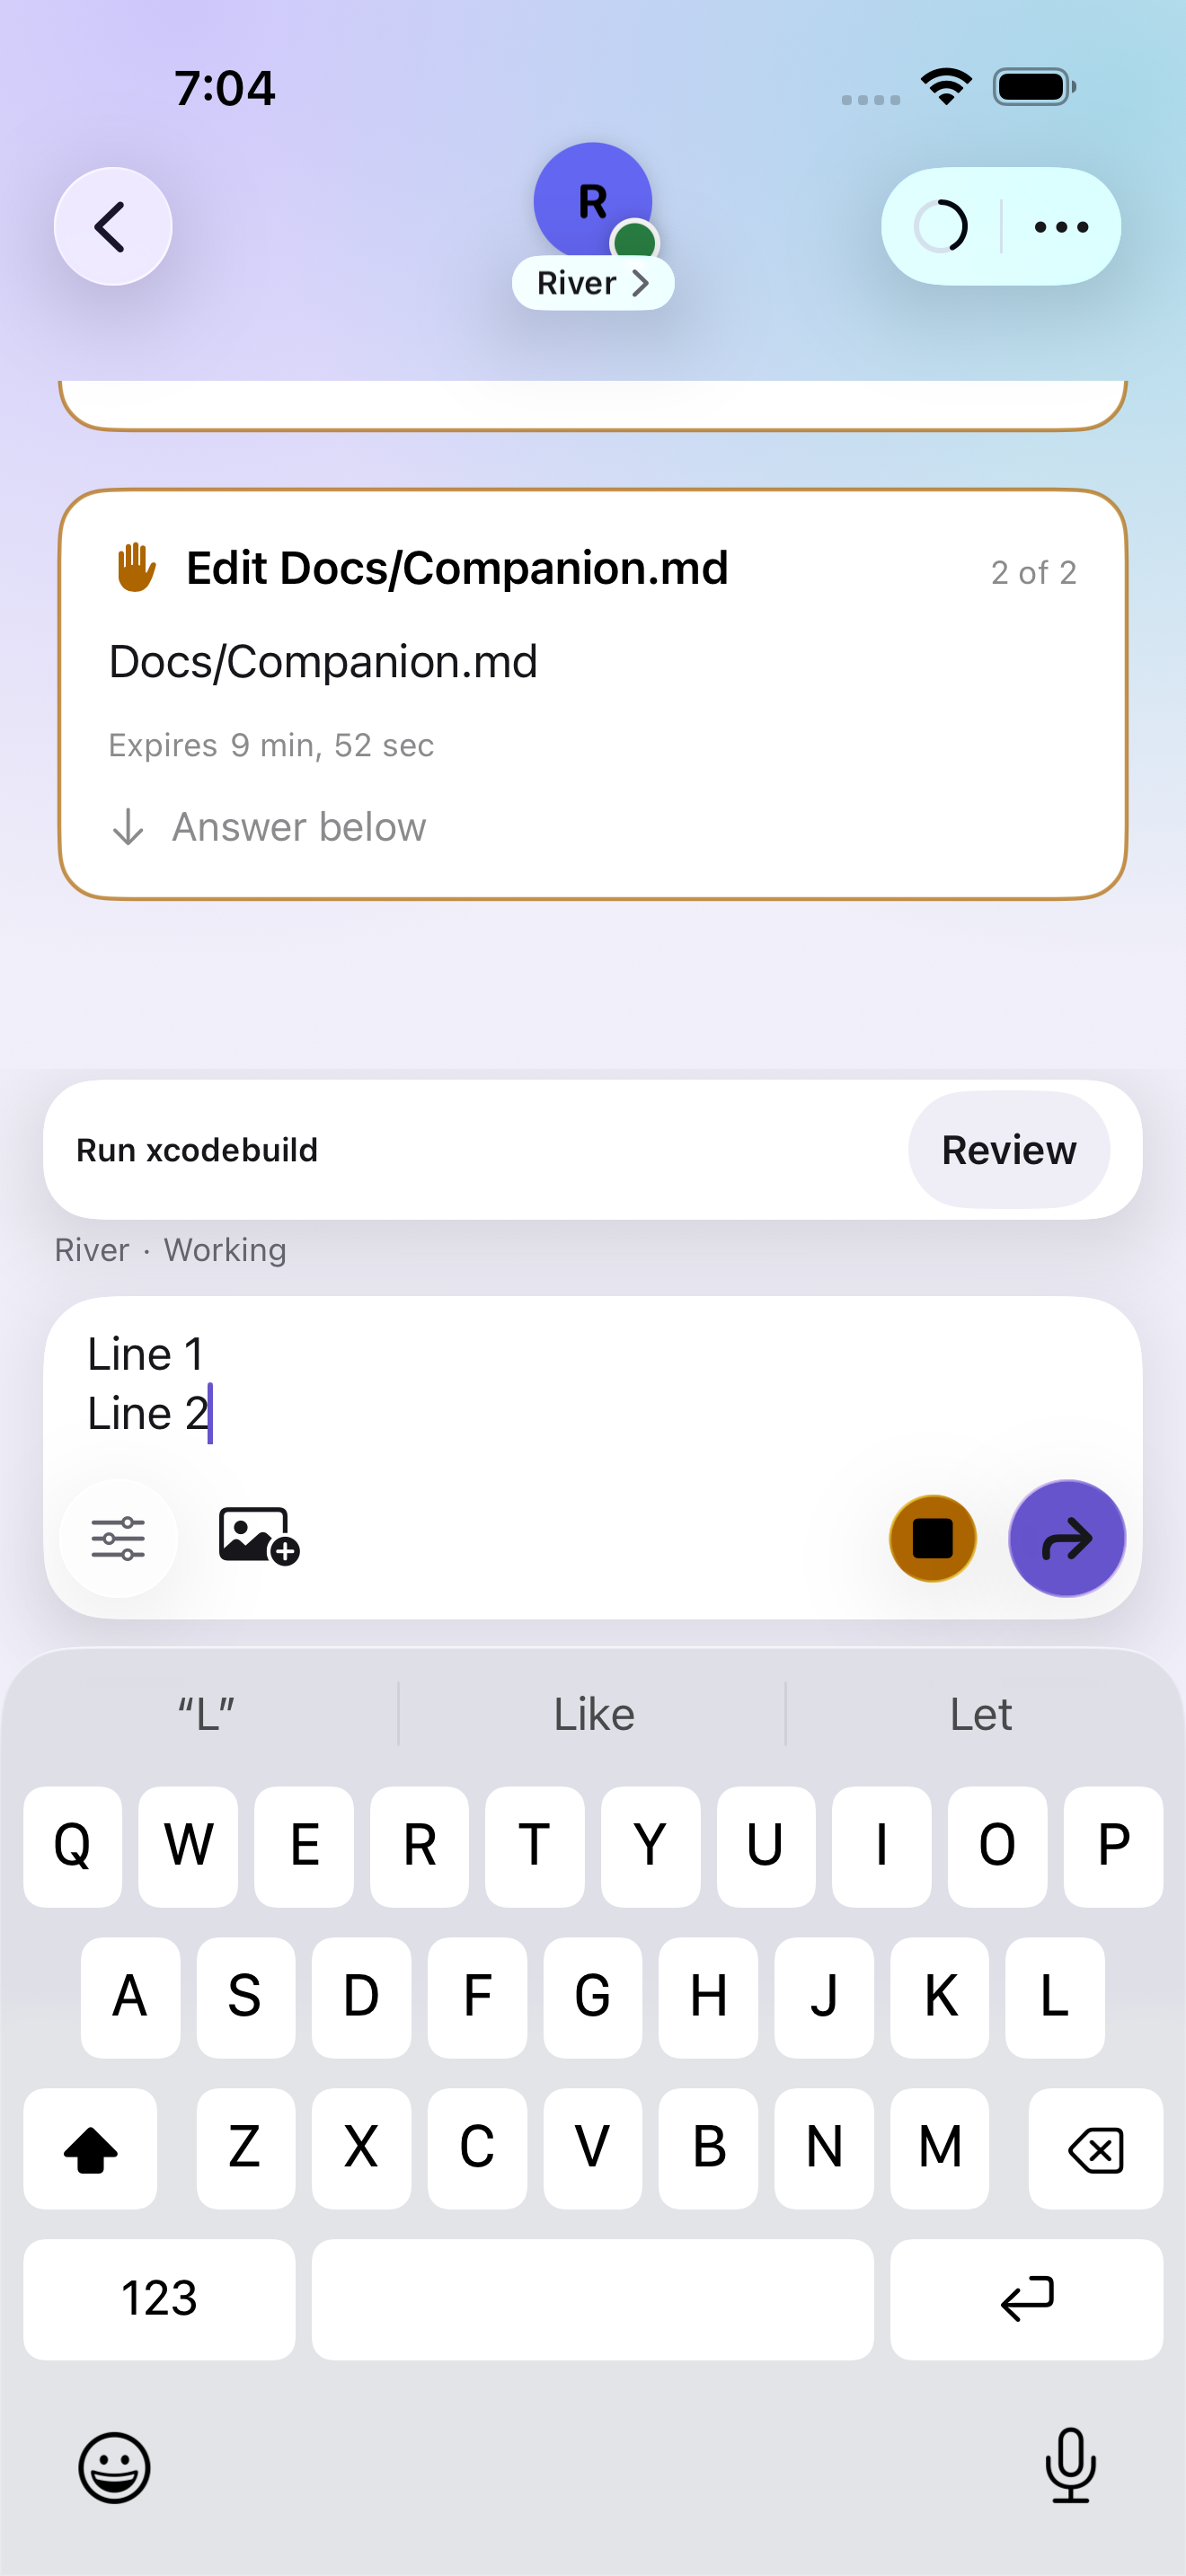 7:04
R
River
Edit Docs/Companion.md
2 of 2
Docs/Companion.md
Expires 9 min, 52 sec
Answer below
Run xcodebuild
Review
River · Working
Line 1
Line 2
“L” Like Let
Q W E R T Y U I O P
A S D F G H J K L
Z X C V B N M
123